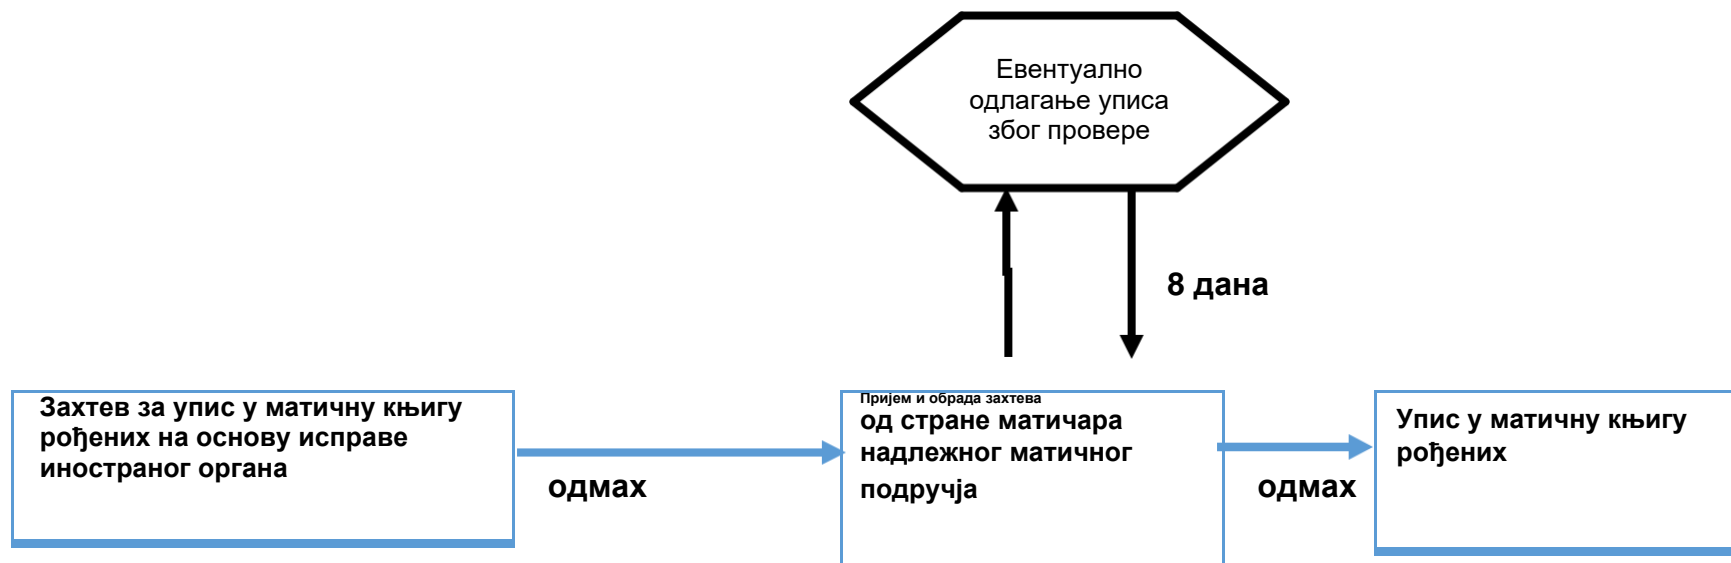 Евентуално
одлагање уписа
због провере
8 дана
Захтев за упис у матичну књигу
рођених на основу исправе
иностраног органа
одмах
Пријем и обрада захтева
од стране матичара
надлежног матичног
подручја
одмах
Упис у матичну књигу
рођених